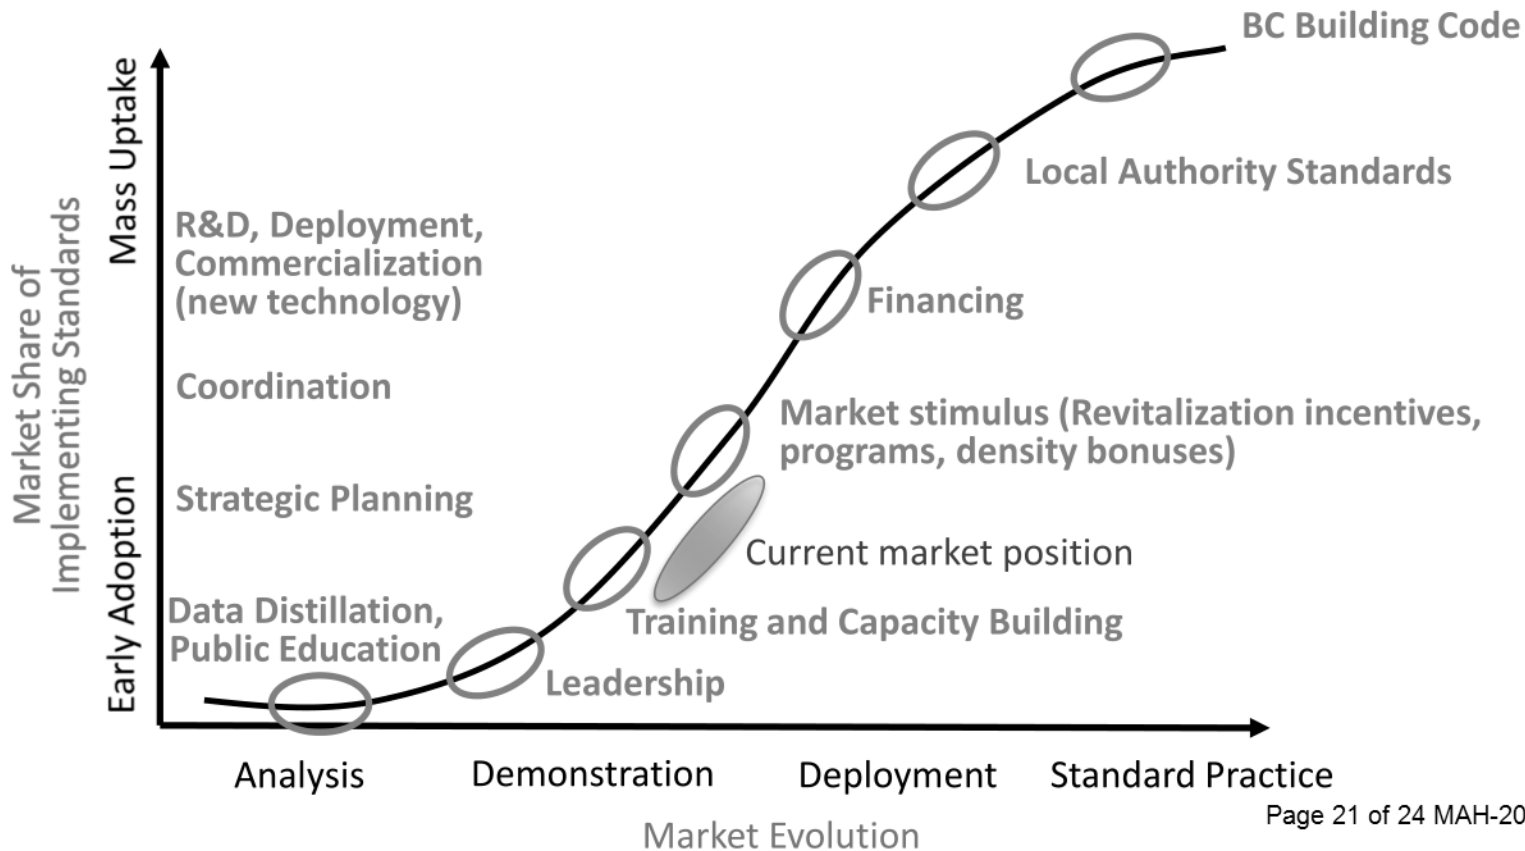 BC Building Code
Mass Uptake
Local Authority Standards
R&D, Deployment,
Commercialization
(new technology)
Market Share of
Implementing Standards
Financing
Coordination
Market stimulus (Revitalization incentives,
programs, density bonuses)
Strategic Planning
Early Adoption
Current market position
Data Distillation,
Public Education
Training and Capacity Building
Leadership
Analysis
Demonstration
Deployment
Standard Practice
Page 21 of 24 MAH-20
Market Evolution